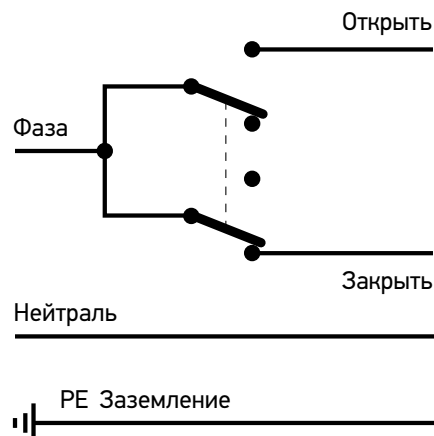 Открыть
Фаза
Закрыть
Нейтраль
PE Заземление